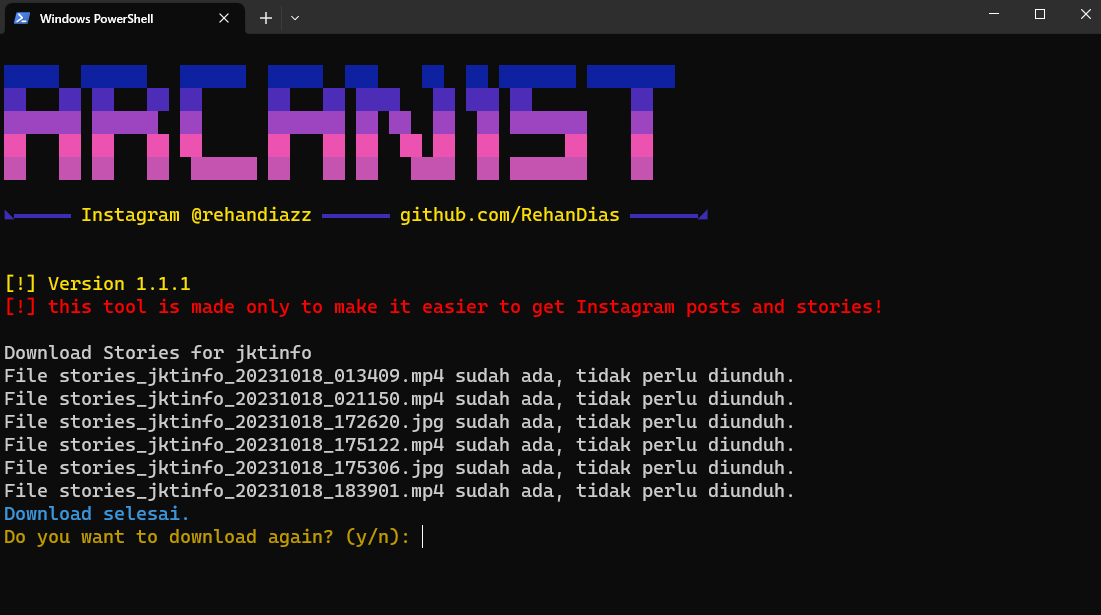 Windows PowerShell
ARCANIST
Instagram @rehandiazz github.com/RehanDias
[!] Version 1.1.1
[!] this tool is made only to make it easier to get Instagram posts and stories!
Download Stories for jktinfo
File stories_jktinfo_20231018_013409.mp4 sudah ada, tidak perlu diunduh.
File stories_jktinfo_20231018_021150.mp4 sudah ada, tidak perlu diunduh.
File stories_jktinfo_20231018_172620.jpg sudah ada, tidak perlu diunduh.
File stories_jktinfo_20231018_175122.mp4 sudah ada, tidak perlu diunduh.
File stories_jktinfo_20231018_175306.jpg sudah ada, tidak perlu diunduh.
File stories_jktinfo_20231018_183901.mp4 sudah ada, tidak perlu diunduh.
Download selesai.
Do you want to download again? (y/n):